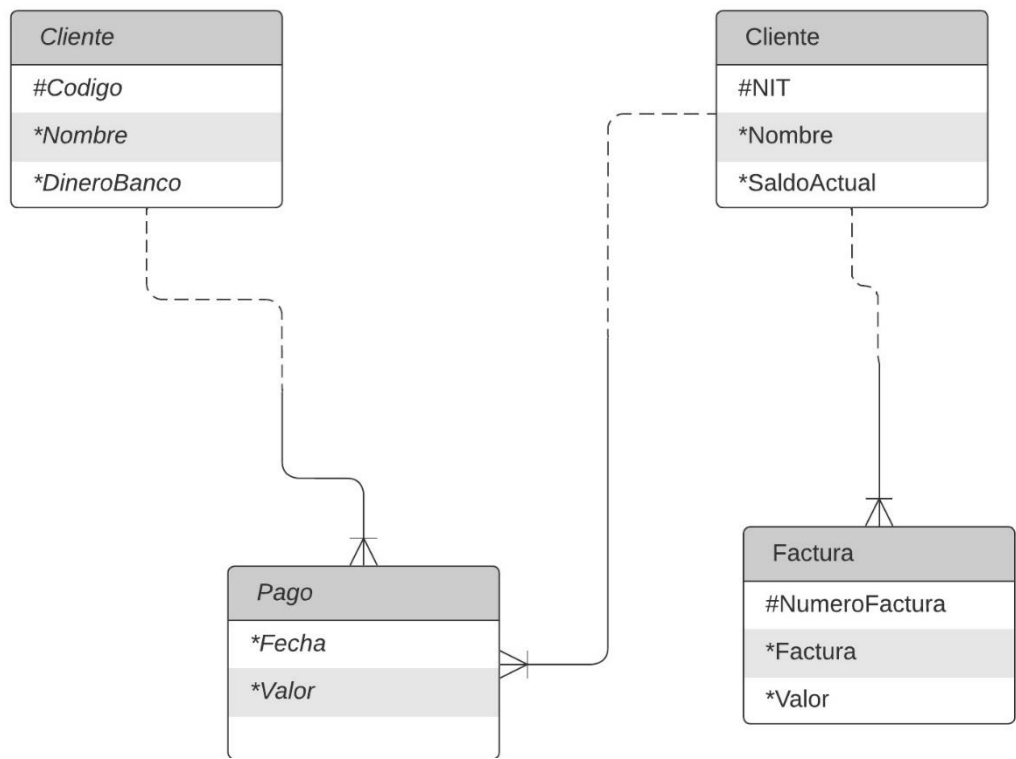 Cliente
#Codigo
*Nombre
*DineroBanco
Cliente
#NIT
*Nombre
*SaldoActual
Pago
*Fecha
*Valor
Factura
#NumeroFactura
*Factura
*Valor